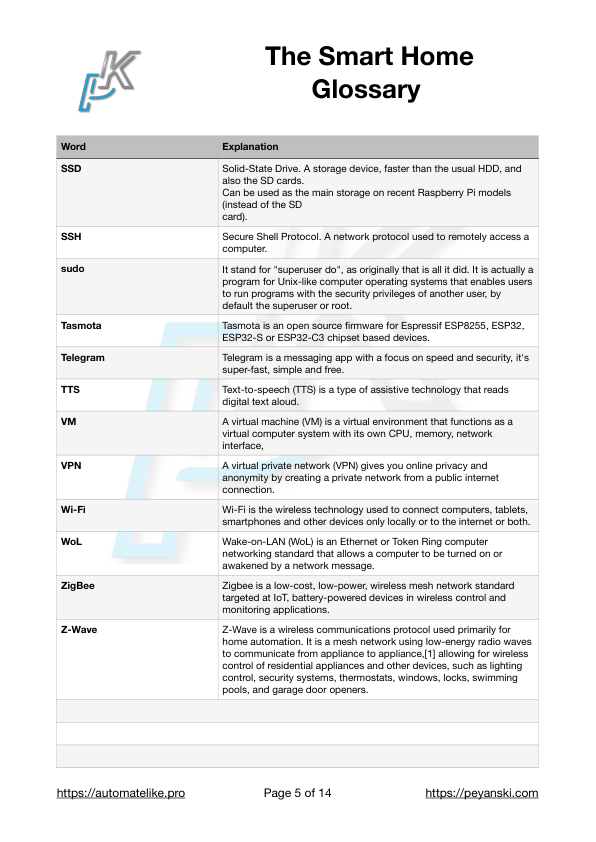 The Smart Home
Glossary
Word Explanation
SSD Solid-State Drive. A storage device, faster than the usual HDD, and
also the SD cards.
Can be used as the main storage on recent Raspberry Pi models
(instead of the SD
card).
SSH Secure Shell Protocol. A network protocol used to remotely access a
computer.
sudo It stand for "superuser do", as originally that is all it did. It is actually a
program for Unix-like computer operating systems that enables users
to run programs with the security privileges of another user, by
default the superuser or root.
Tasmota Tasmota is an open source firmware for Espressif ESP8255, ESP32,
ESP32-S or ESP32-C3 chipset based devices.
Telegram Telegram is a messaging app with a focus on speed and security, it's
super-fast, simple and free.
TTS Text-to-speech (TTS) is a type of assistive technology that reads
digital text aloud.
VM A virtual machine (VM) is a virtual environment that functions as a
virtual computer system with its own CPU, memory, network
interface,
VPN A virtual private network (VPN) gives you online privacy and
anonymity by creating a private network from a public internet
connection.
Wi-Fi Wi-Fi is the wireless technology used to connect computers, tablets,
smartphones and other devices only locally or to the internet or both.
WoL Wake-on-LAN (WoL) is an Ethernet or Token Ring computer
networking standard that allows a computer to be turned on or
awakened by a network message.
ZigBee Zigbee is a low-cost, low-power, wireless mesh network standard
targeted at IoT, battery-powered devices in wireless control and
monitoring applications.
Z-Wave Z-Wave is a wireless communications protocol used primarily for
home automation. It is a mesh network using low-energy radio waves
to communicate from appliance to appliance,[1] allowing for wireless
control of residential appliances and other devices, such as lighting
control, security systems, thermostats, windows, locks, swimming
pools, and garage door openers.
https://automatelike.pro Page 5 of 14 https://peyanski.com